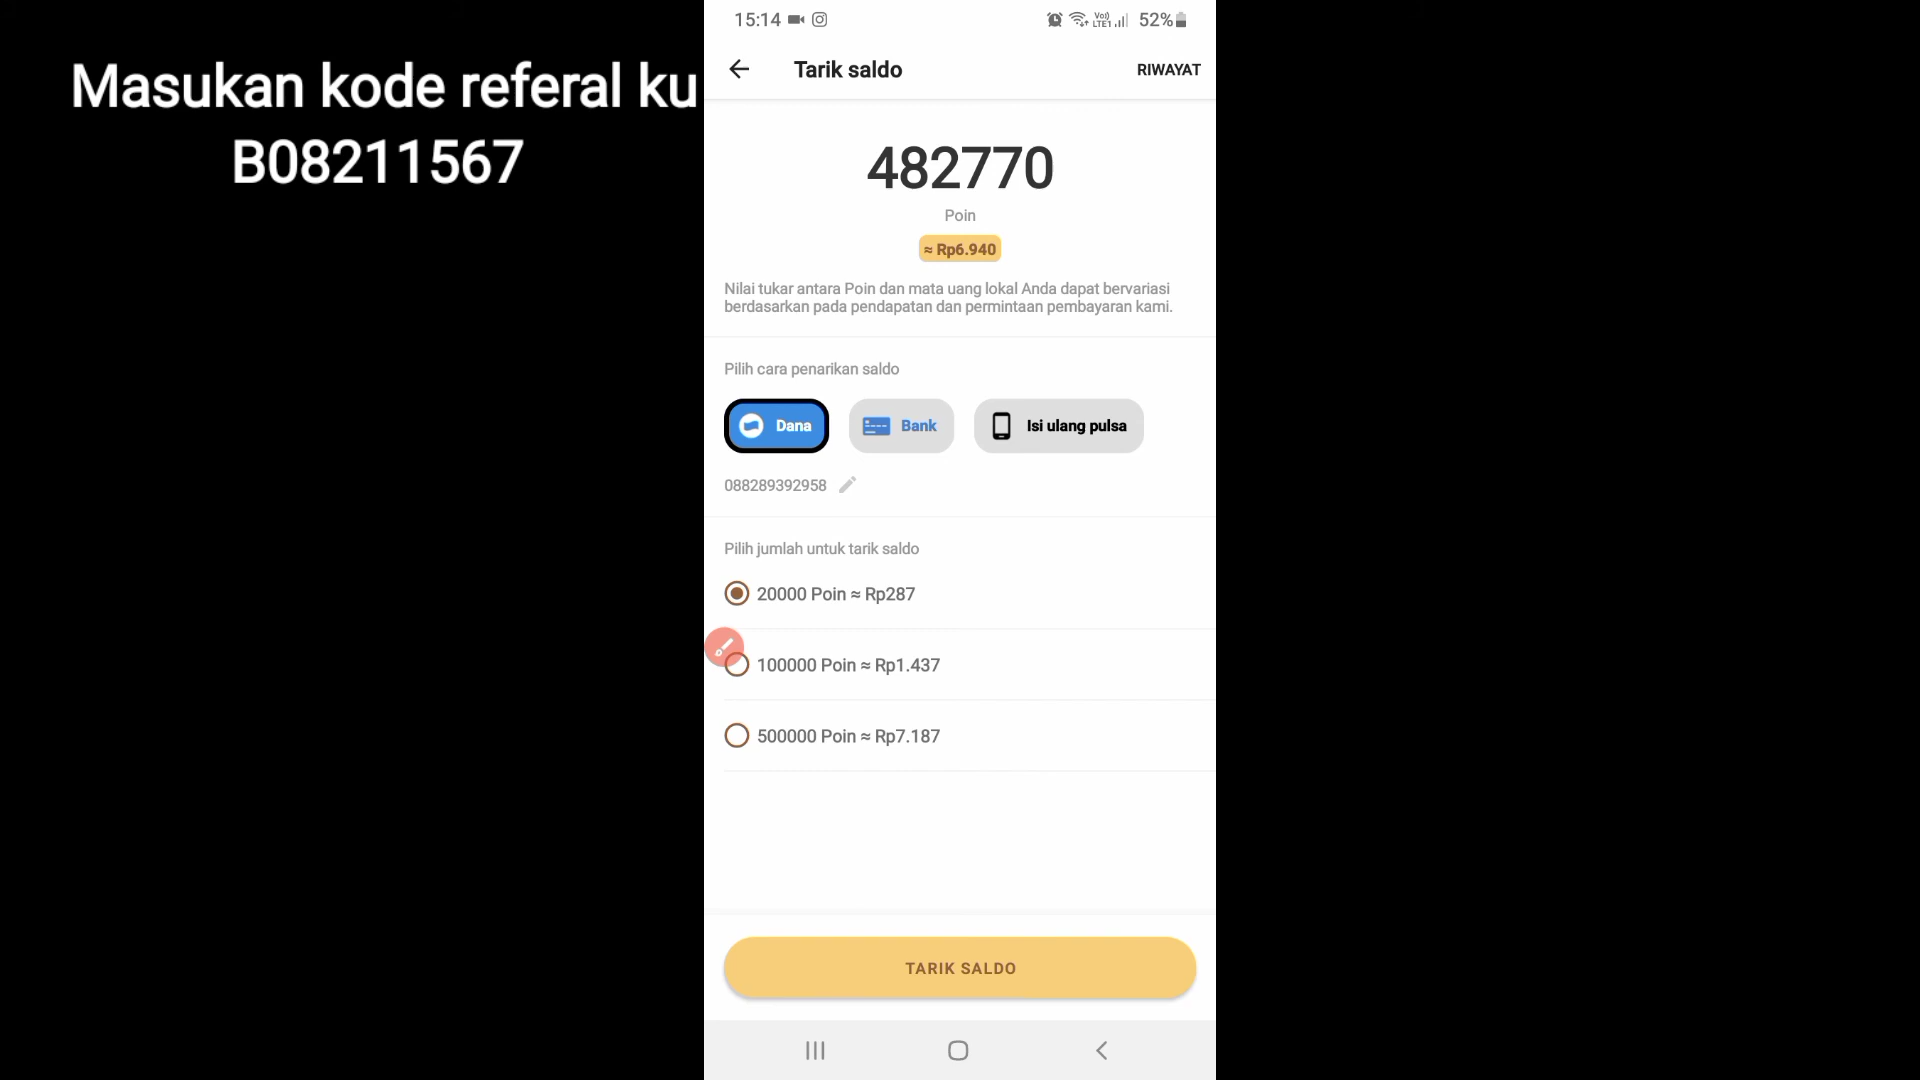 Masukan kode referal ku
B08211567
15:14
Vo)) LTE1 52%
Tarik saldo
RIWAYAT
482770
Poin
≈ Rp6.940
Nilai tukar antara Poin dan mata uang lokal Anda dapat bervariasi
berdasarkan pada pendapatan dan permintaan pembayaran kami.
Pilih cara penarikan saldo
Dana
Bank
Isi ulang pulsa
088289392958
Pilih jumlah untuk tarik saldo
20000 Poin ≈ Rp287
100000 Poin ≈ Rp1.437
500000 Poin ≈ Rp7.187
TARIK SALDO